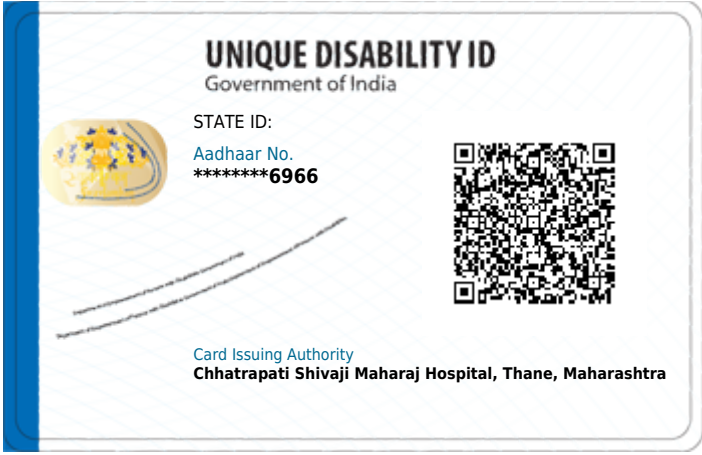 UNIQUE DISABILITY ID
Government of India
STATE ID:
Aadhaar No.
********6966
Card Issuing Authority
Chhatrapati Shivaji Maharaj Hospital, Thane, Maharashtra